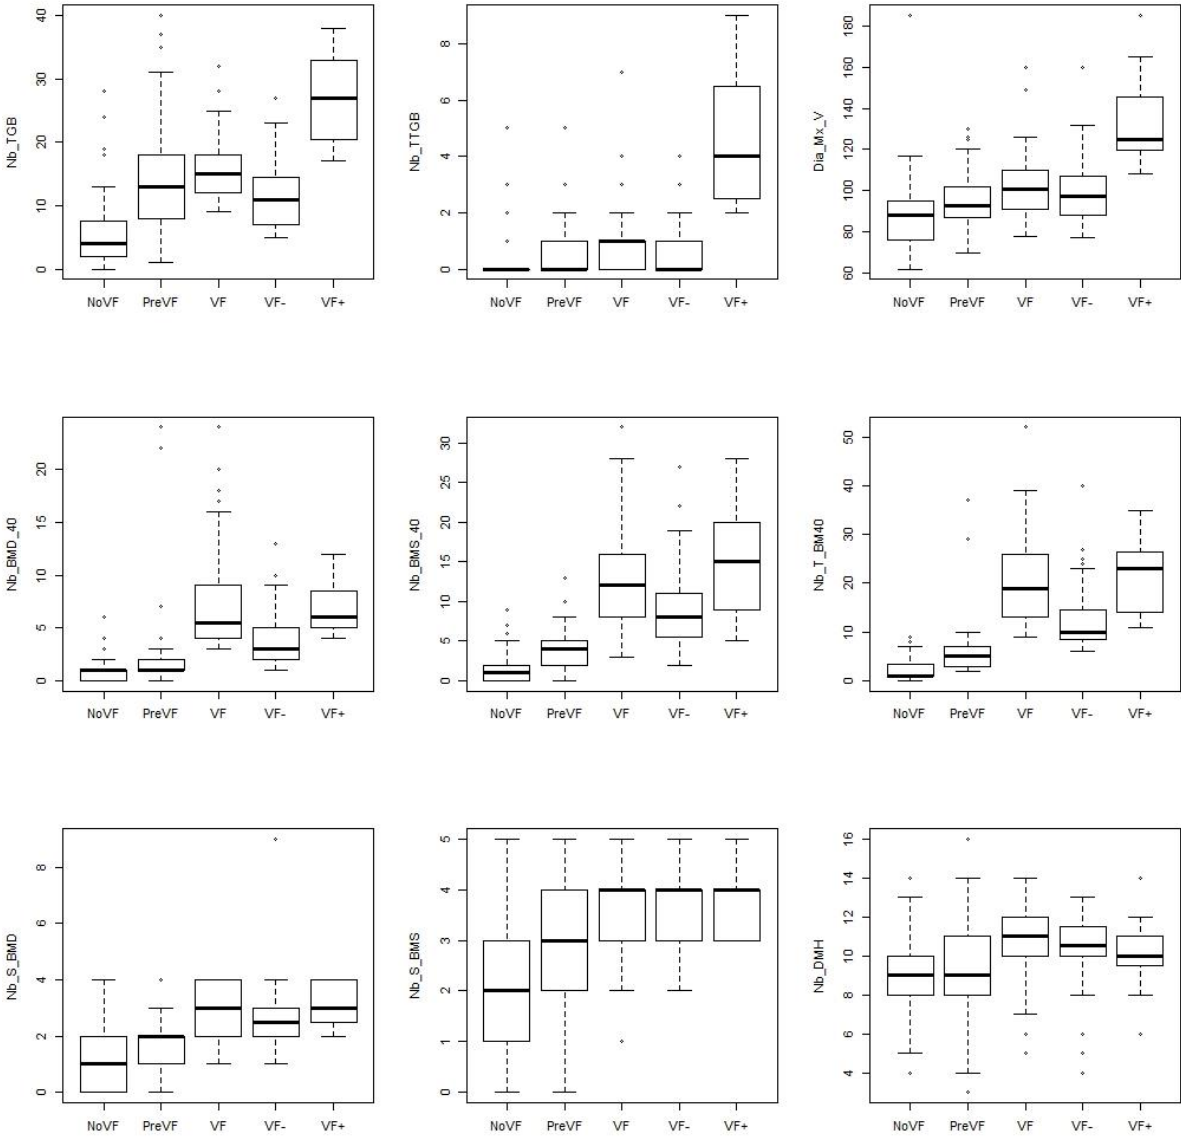 Nb_TGB
0 10 20 30 40
NoVF PreVF VF VF- VF+
Nb_TTGB
0 2 4 6 8
NoVF PreVF VF VF- VF+
Dia_Mx_V
60 80 100 120 140 160 180
NoVF PreVF VF VF- VF+
Nb_BMD_40
0 5 10 15 20
NoVF PreVF VF VF- VF+
Nb_BMS_40
0 5 10 15 20 25 30
NoVF PreVF VF VF- VF+
Nb_T_BM40
0 10 20 30 40 50
NoVF PreVF VF VF- VF+
Nb_S_BMD
0 2 4 6 8
NoVF PreVF VF VF- VF+
Nb_S_BMS
0 1 2 3 4 5
NoVF PreVF VF VF- VF+
Nb_DMH
4 6 8 10 12 14 16
NoVF PreVF VF VF- VF+